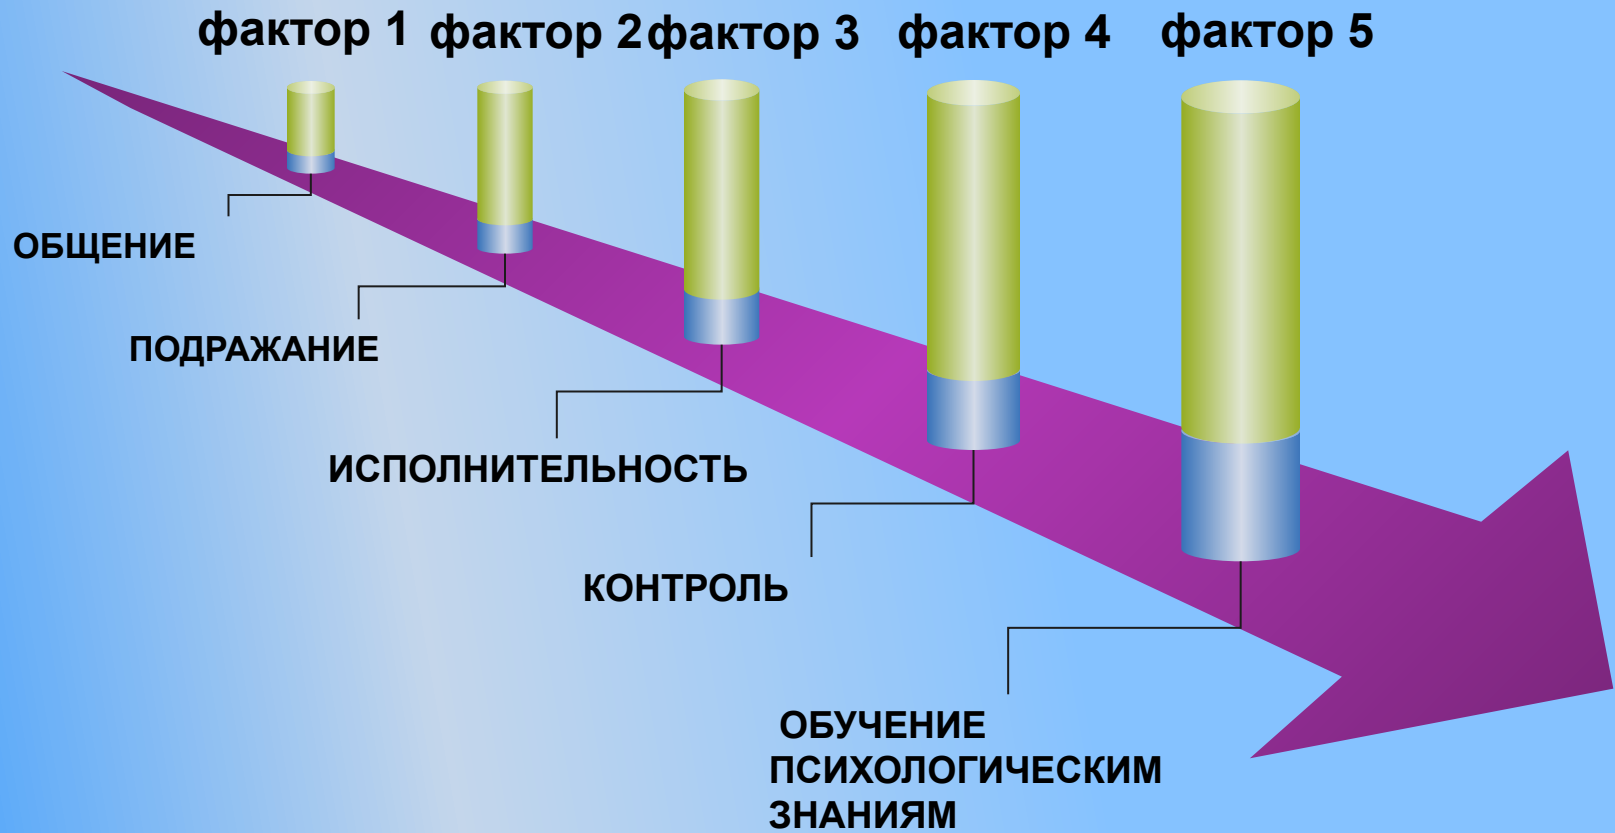 фактор 1 фактор 2 фактор 3 фактор 4 фактор 5
ОБЩЕНИЕ
ПОДРАЖАНИЕ
ИСПОЛНИТЕЛЬНОСТЬ
КОНТРОЛЬ
ОБУЧЕНИЕ
ПСИХОЛОГИЧЕСКИМ
ЗНАНИЯМ